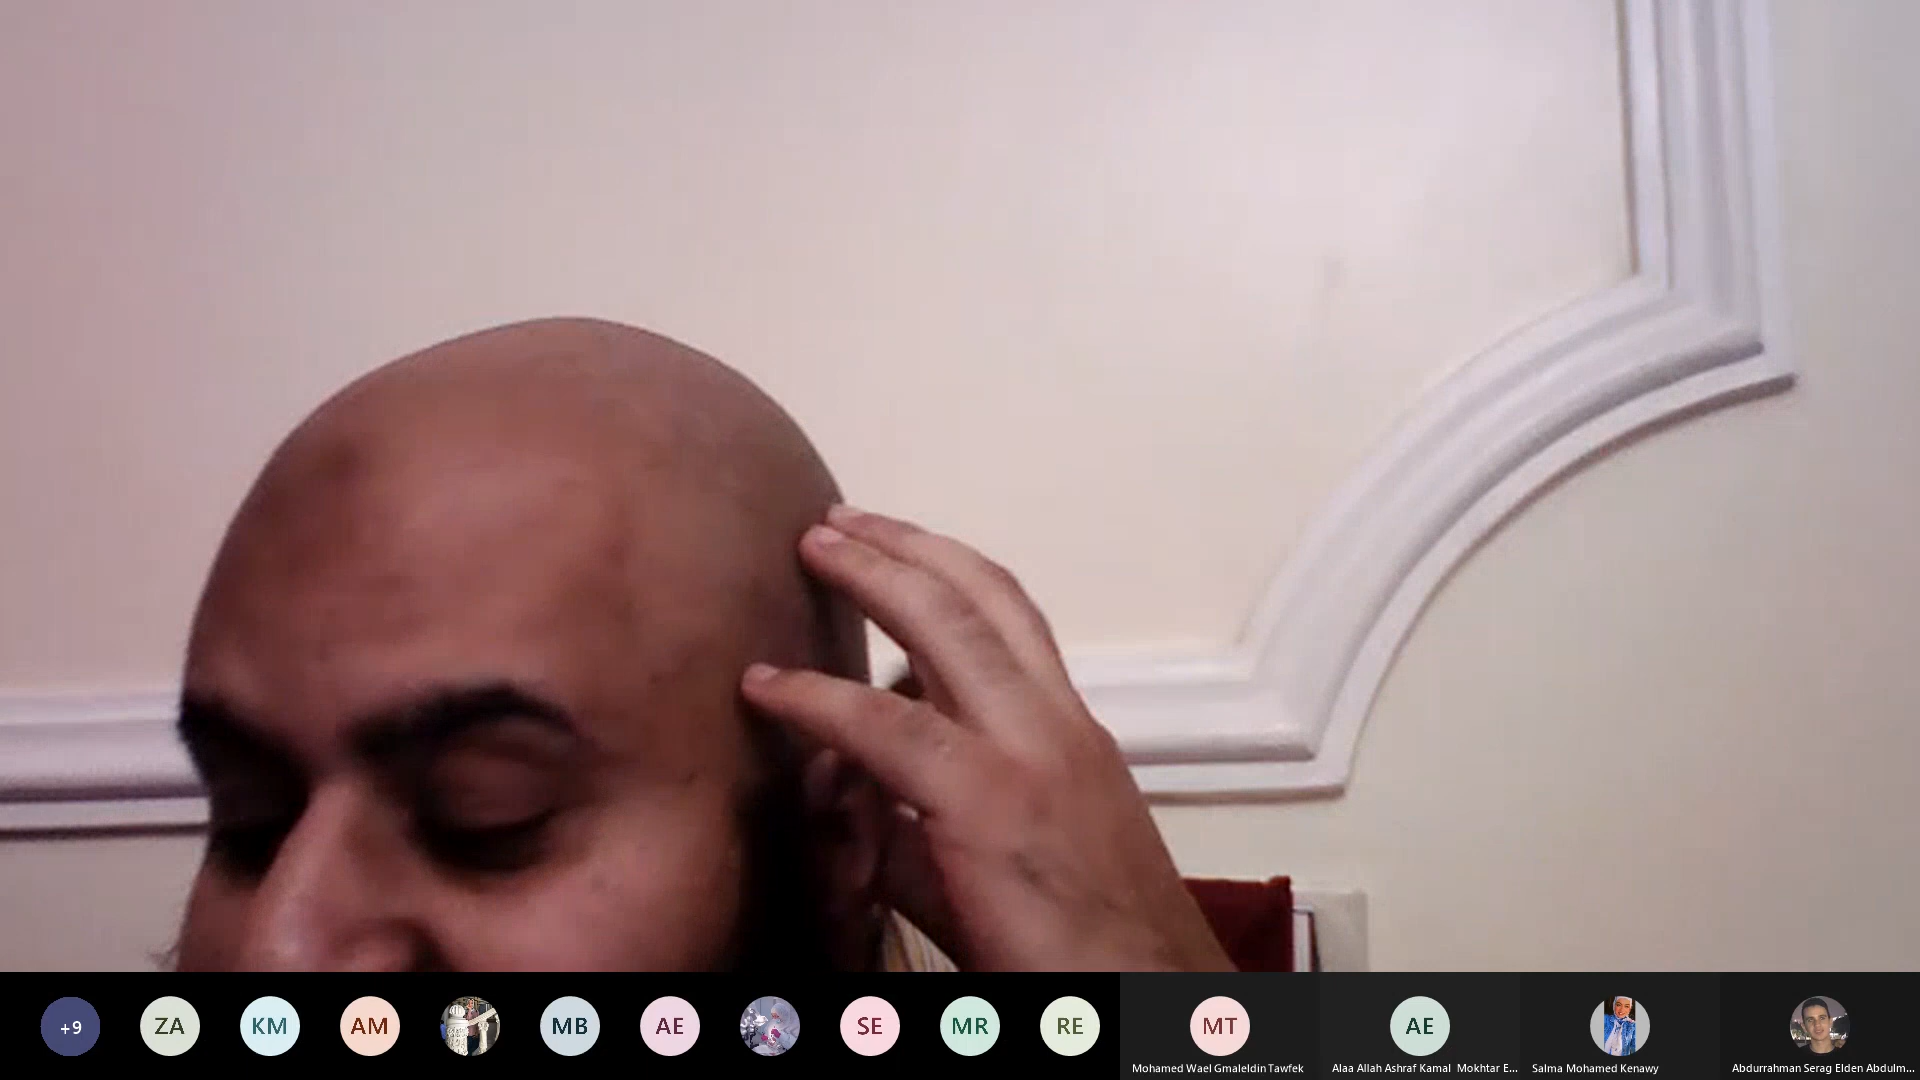 +9
ZA
KM
AM
MB
AE
SE
MR
RE
MT
AE
Mohamed Wael Gmaleldin Tawfek
Alaa Allah Ashraf Kamal Mokhtar E...
Salma Mohamed Kenawy
Abdurrahman Serag Elden Abdulm...